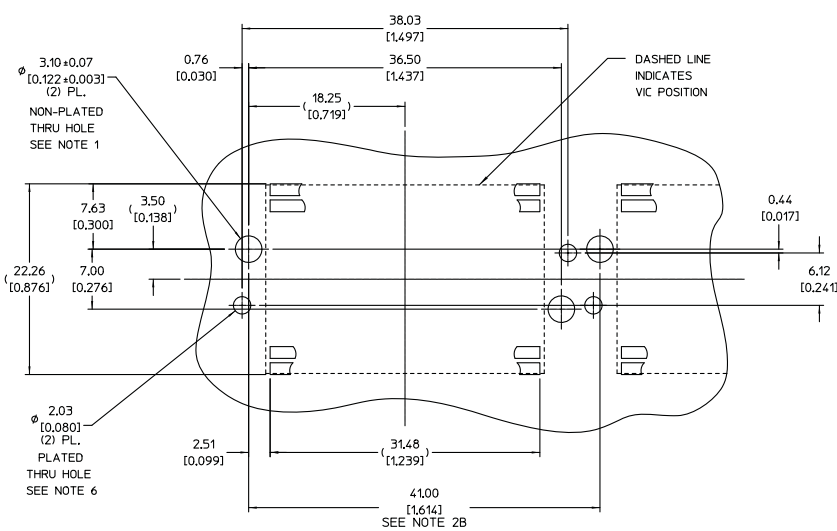 38.03
[1.497]
3.10±0.07
⌀ [0.122±0.003]
(2) PL.
NON-PLATED
THRU HOLE
SEE NOTE 1
0.76
[0.030]
36.50
[1.437]
DASHED LINE
INDICATES
VIC POSITION
(18.25
[0.719])
7.63
[0.300]
(3.50
[0.138])
0.44
[0.017]
(22.26
[0.876])
7.00
[0.276]
6.12
[0.241]
⌀ 2.03
[0.080]
(2) PL.
PLATED
THRU HOLE
SEE NOTE 6
2.51
[0.099]
(31.48
[1.239])
41.00
[1.614]
SEE NOTE 2B